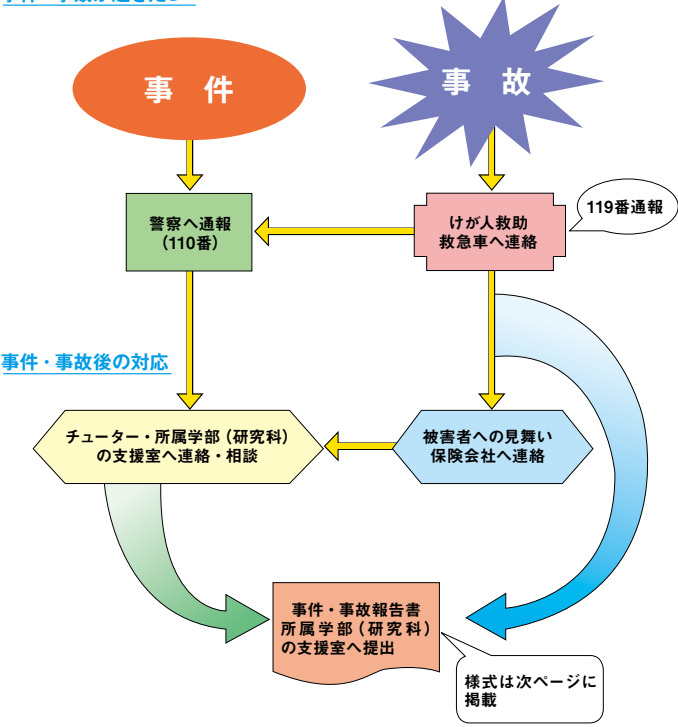 事件
事故
警察へ通報
（110番）
けが人救助
救急車へ連絡
119番通報
事件・事故後の対応
チューター・所属学部（研究科）
の支援室へ連絡・相談
被害者への見舞い
保険会社へ連絡
事件・事故報告書
所属学部（研究科）
の支援室へ提出
様式は次ページに
掲載